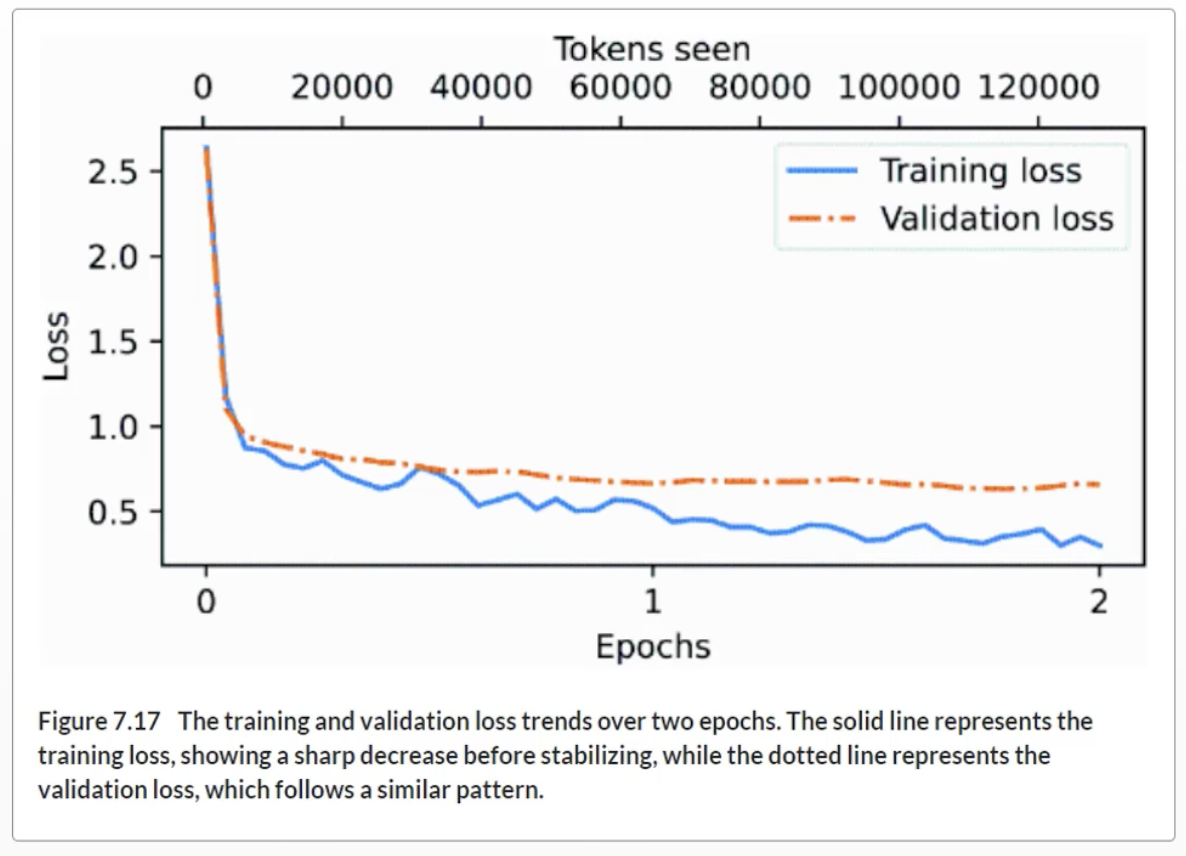 Tokens seen
0 20000 40000 60000 80000 100000 120000
Training loss
Validation loss
2.5
2.0
1.5
1.0
0.5
Loss
0 1 2
Epochs
Figure 7.17 The training and validation loss trends over two epochs. The solid line represents the
training loss, showing a sharp decrease before stabilizing, while the dotted line represents the
validation loss, which follows a similar pattern.